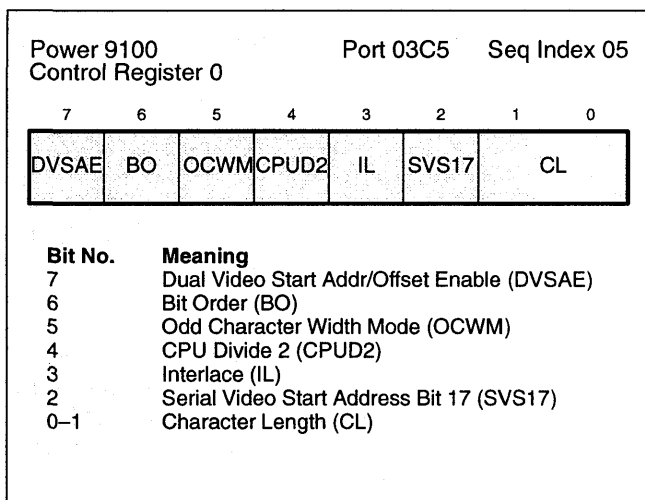 Power 9100 Port 03C5 Seq Index 05
Control Register 0
7 6 5 4 3 2 1 0
DVSAE BO OCWM CPUD2 IL SVS17 CL
Bit No. Meaning
7 Dual Video Start Addr/Offset Enable (DVSAE)
6 Bit Order (BO)
5 Odd Character Width Mode (OCWM)
4 CPU Divide 2 (CPUD2)
3 Interlace (IL)
2 Serial Video Start Address Bit 17 (SVS17)
0–1 Character Length (CL)